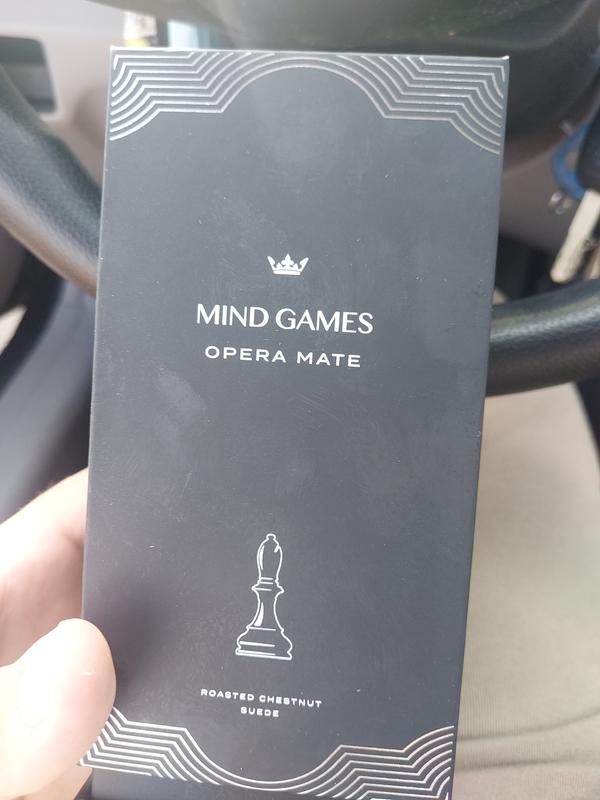 MIND GAMES
OPERA MATE
ROASTED CHESTNUT
SUEDE